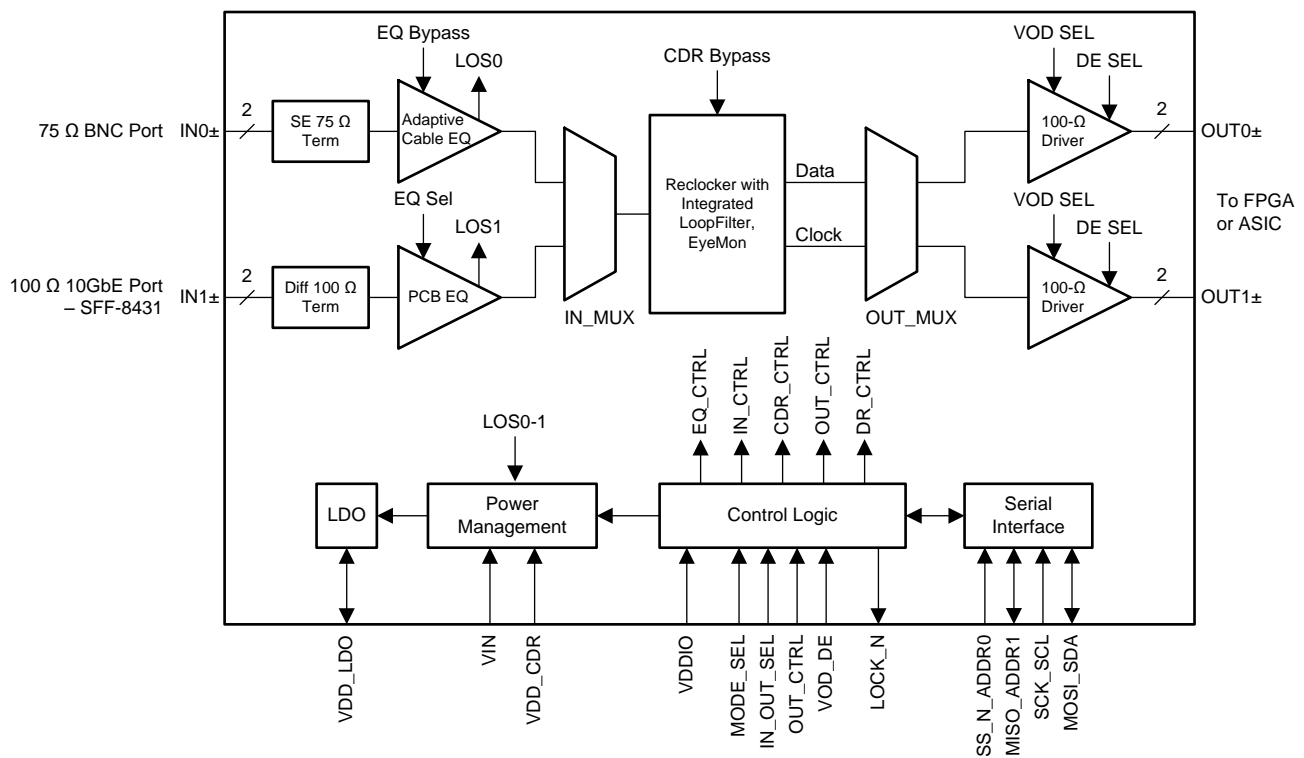 EQ Bypass
LOS0
CDR Bypass
VOD SEL
DE SEL
75 Ω BNC Port
IN0±
2
SE 75 Ω
Term
Adaptive
Cable EQ
100-Ω
Driver
2
OUT0±
Reclocker with
Integrated
LoopFilter,
EyeMon
Data
Clock
EQ Sel
LOS1
VOD SEL
DE SEL
To FPGA
or ASIC
100 Ω 10GbE Port
– SFF-8431
IN1±
2
Diff 100 Ω
Term
PCB EQ
IN_MUX
OUT_MUX
100-Ω
Driver
2
OUT1±
EQ_CTRL
IN_CTRL
CDR_CTRL
OUT_CTRL
DR_CTRL
LOS0-1
LDO
Power
Management
Control Logic
Serial
Interface
VDD_LDO
VIN
VDD_CDR
VDDIO
MODE_SEL
IN_OUT_SEL
OUT_CTRL
VOD_DE
LOCK_N
SS_N_ADDR0
MISO_ADDR1
SCK_SCL
MOSI_SDA